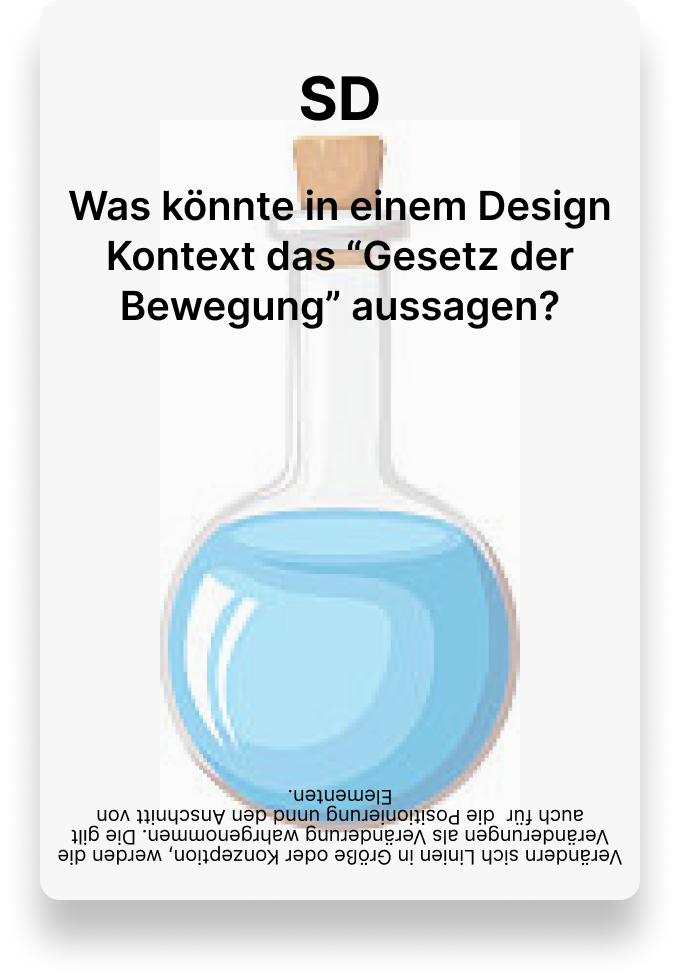 SD
Was könnte in einem Design
Kontext das “Gesetz der
Bewegung” aussagen?
Verändern sich Linien in Größe oder Konzeption, werden die
Veränderungen als Veränderung wahrgenommen. Die gilt
auch für  die Positionierung unnd den Anschnitt von
Elementen.